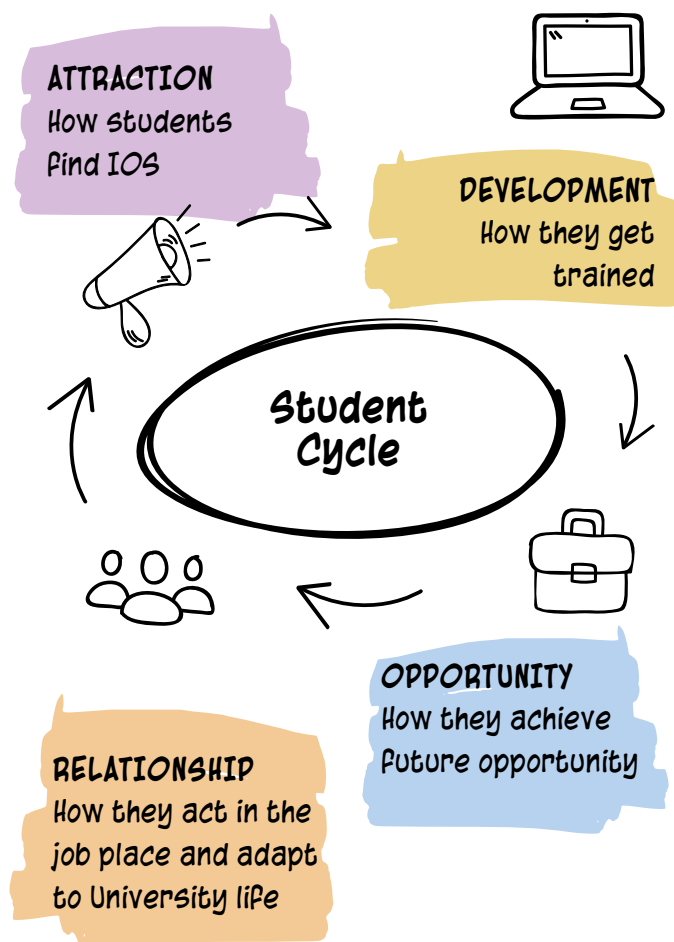 ATTRACTION
How students
find IOS
DEVELOPMENT
How they get
trained
Student
Cycle
OPPORTUNITY
How they achieve
future opportunity
RELATIONSHIP
How they act in the
job place and adapt
to University life